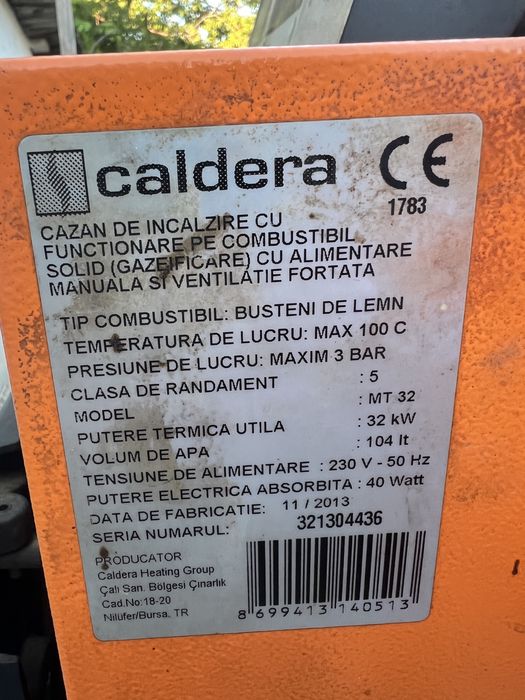 caldera CE
1783
CAZAN DE INCALZIRE CU
FUNCTIONARE PE COMBUSTIBIL
SOLID (GAZEIFICARE) CU ALIMENTARE
MANUALA SI VENTILATIE FORTATA
TIP COMBUSTIBIL: BUSTENI DE LEMN
TEMPERATURA DE LUCRU: MAX 100 C
PRESIUNE DE LUCRU: MAXIM 3 BAR
CLASA DE RANDAMENT : 5
MODEL : MT 32
PUTERE TERMICA UTILA : 32 kW
VOLUM DE APA : 104 lt
TENSIUNE DE ALIMENTARE : 230 V - 50 Hz
PUTERE ELECTRICA ABSORBITA : 40 Watt
DATA DE FABRICATIE: 11 / 2013
SERIA NUMARUL: 321304436
PRODUCATOR
Caldera Heating Group
Çalı San. Bölgesi Çınarlık
Cad.No:18-20
Nilüfer/Bursa, TR
8 699413 140513